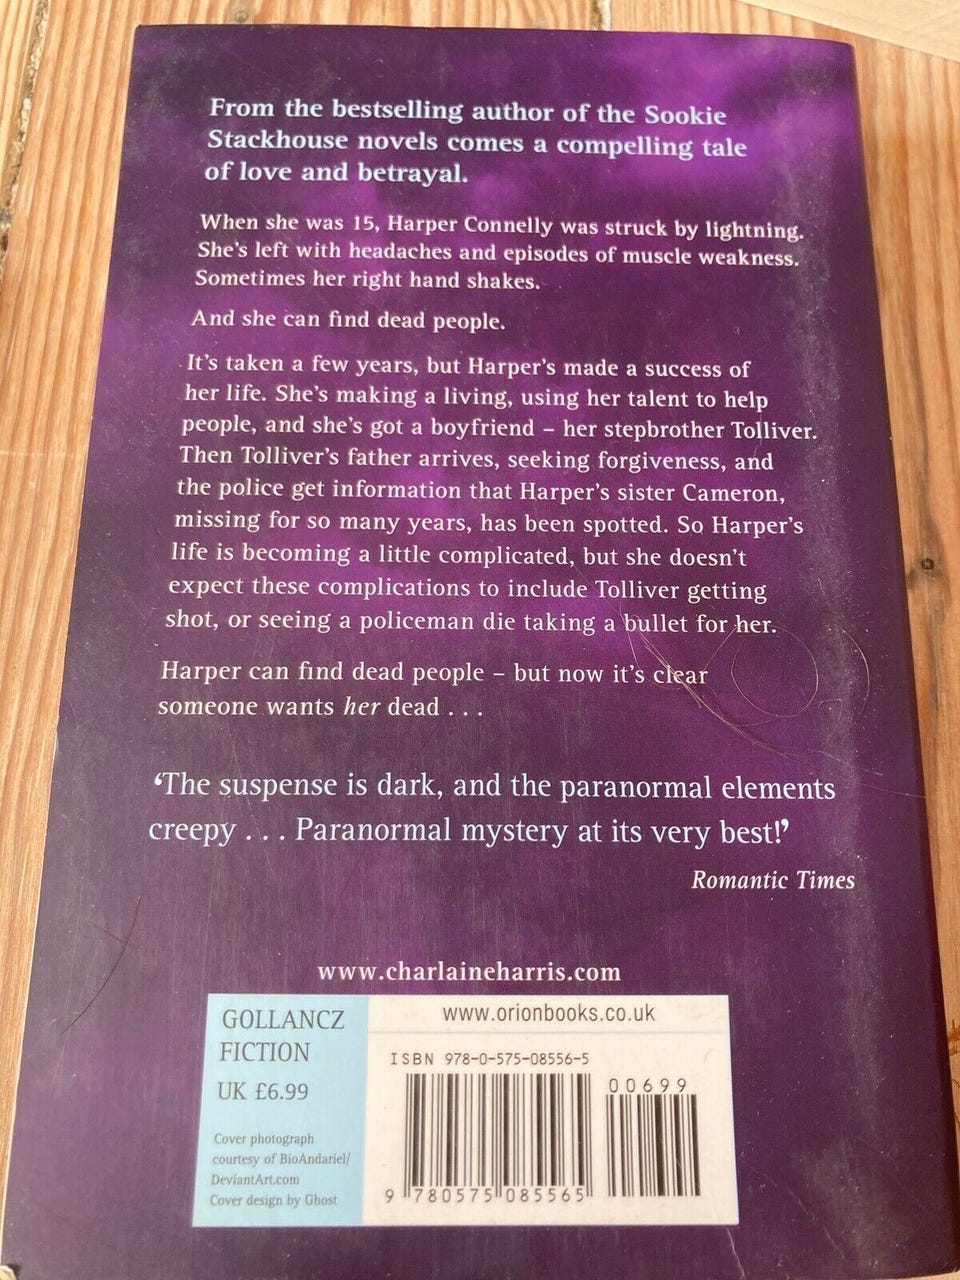 From the bestselling author of the Sookie
Stackhouse novels comes a compelling tale
of love and betrayal.
When she was 15, Harper Connelly was struck by lightning.
She's left with headaches and episodes of muscle weakness.
Sometimes her right hand shakes.
And she can find dead people.
It's taken a few years, but Harper's made a success of
her life. She's making a living, using her talent to help
people, and she's got a boyfriend – her stepbrother Tolliver.
Then Tolliver's father arrives, seeking forgiveness, and
the police get information that Harper's sister Cameron,
missing for so many years, has been spotted. So Harper's
life is becoming a little complicated, but she doesn't
expect these complications to include Tolliver getting
shot, or seeing a policeman die taking a bullet for her.
Harper can find dead people – but now it's clear
someone wants her dead . . .
‘The suspense is dark, and the paranormal elements
creepy . . . Paranormal mystery at its very best!’
Romantic Times
www.charlaineharris.com
GOLLANCZ
FICTION
UK £6.99
Cover photograph
courtesy of BioAndariel/
DeviantArt.com
Cover design by Ghost
www.orionbooks.co.uk
ISBN 978-0-575-08556-5
00699
9 780575 085565